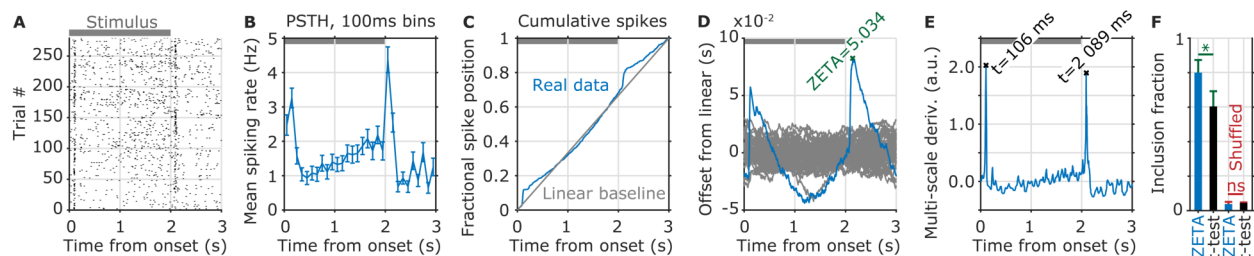 A
Stimulus
Trial #
250
200
150
100
50
0
0 1 2 3
Time from onset (s)
B
PSTH, 100ms bins
Mean spiking rate (Hz)
5
4
3
2
1
0
0 1 2 3
Time from onset (s)
C
Cumulative spikes
Fractional spike position
1
0.8
0.6
0.4
0.2
0
Real data
Linear baseline
0 1 2 3
Time from onset (s)
D
x10-2
Offset from linear (s)
10
5
0
-5
ZETA=5.034
0 1 2 3
Time from onset (s)
E
Multi-scale deriv. (a.u.)
2.0
1.0
0.0
t=106 ms
t=2 089 ms
0 1 2 3
Time from onset (s)
F
Inclusion fraction
1
0
*
Shuffled
ns
ZETA
-test
ZETA
-test